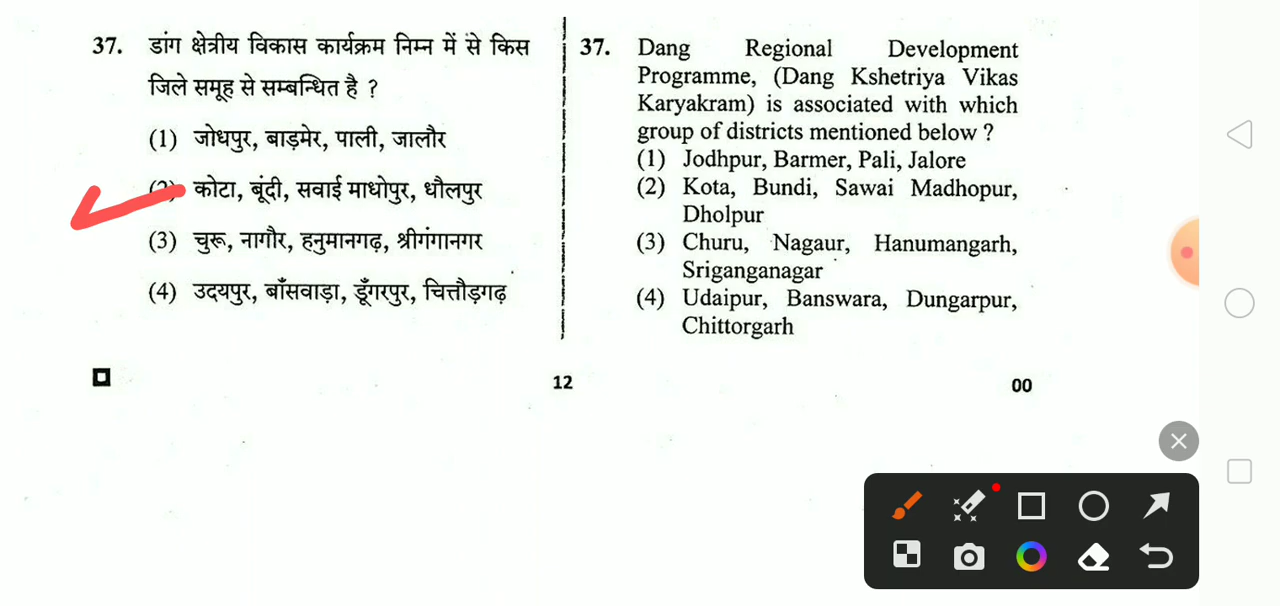 37. डांग क्षेत्रीय विकास कार्यक्रम निम्न में से किस
जिले समूह से सम्बन्धित है ?
(1) जोधपुर, बाड़मेर, पाली, जालौर
(2) कोटा, बूंदी, सवाई माधोपुर, धौलपुर
(3) चुरू, नागौर, हनुमानगढ़, श्रीगंगानगर
(4) उदयपुर, बाँसवाड़ा, डूँगरपुर, चित्तौड़गढ़
37. Dang Regional Development
Programme, (Dang Kshetriya Vikas
Karyakram) is associated with which
group of districts mentioned below ?
(1) Jodhpur, Barmer, Pali, Jalore
(2) Kota, Bundi, Sawai Madhopur,
Dholpur
(3) Churu, Nagaur, Hanumangarh,
Sriganganagar
(4) Udaipur, Banswara, Dungarpur,
Chittorgarh
12
00